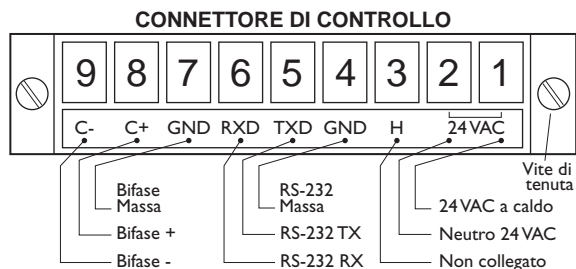 CONNETTORE DI CONTROLLO
9 8 7 6 5 4 3 2 1
C- C+ GND RXD TXD GND H 24 VAC
Vite di
tenuta
Bifase
Massa
Bifase +
Bifase -
RS-232
Massa
RS-232 TX
RS-232 RX
24 VAC a caldo
Neutro 24 VAC
Non collegato